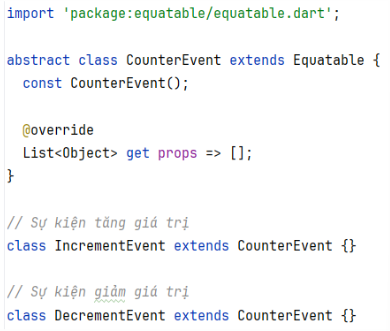 import 'package:equatable/equatable.dart';
abstract class CounterEvent extends Equatable {
const CounterEvent();
@override
List<Object> get props => [];
}
// Sự kiện tăng giá trị
class IncrementEvent extends CounterEvent {}
// Sự kiện giảm giá trị
class DecrementEvent extends CounterEvent {}